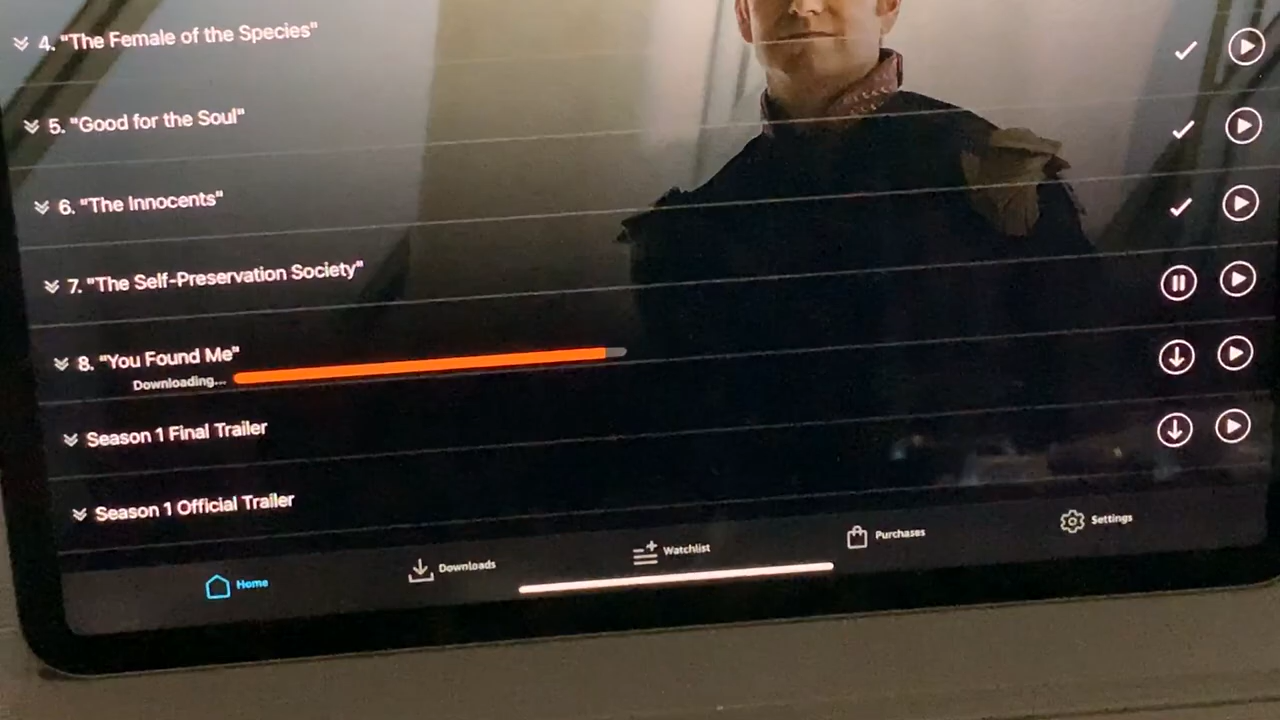 4. "The Female of the Species"
5. "Good for the Soul"
6. "The Innocents"
7. "The Self-Preservation Society"
8. "You Found Me"
Downloading...
Season 1 Final Trailer
Season 1 Official Trailer
Home
Downloads
Watchlist
Purchases
Settings